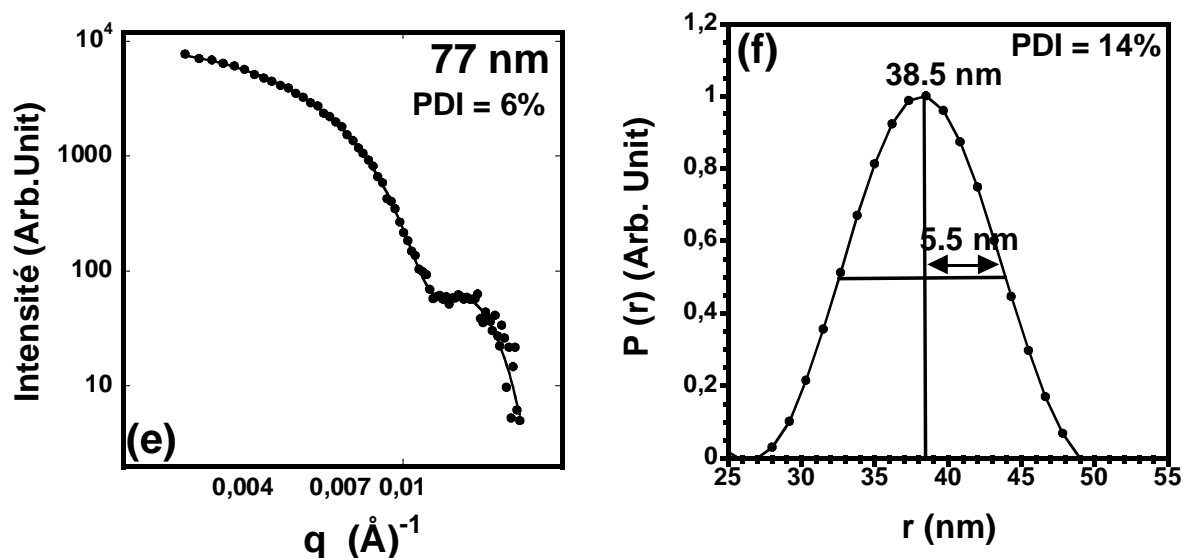 10⁴
1000
100
10
Intensité (Arb.Unit)
77 nm
PDI = 6%
(e)
0,004
0,007
0,01
q (Å)⁻¹
1,2
1
0,8
0,6
0,4
0,2
0
P (r) (Arb. Unit)
(f)
PDI = 14%
38.5 nm
5.5 nm
25
30
35
40
45
50
55
r (nm)